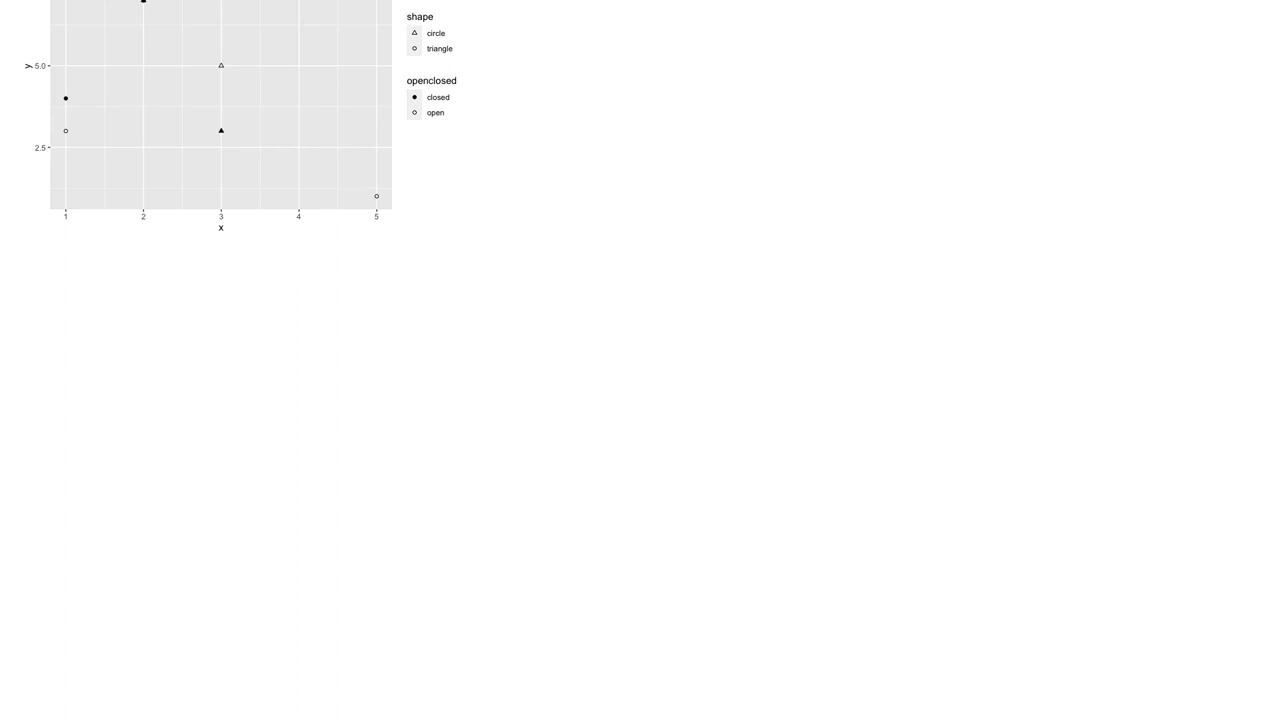 shape
circle
triangle
openclosed
closed
open
y
5.0
2.5
1 2 3 4 5
x